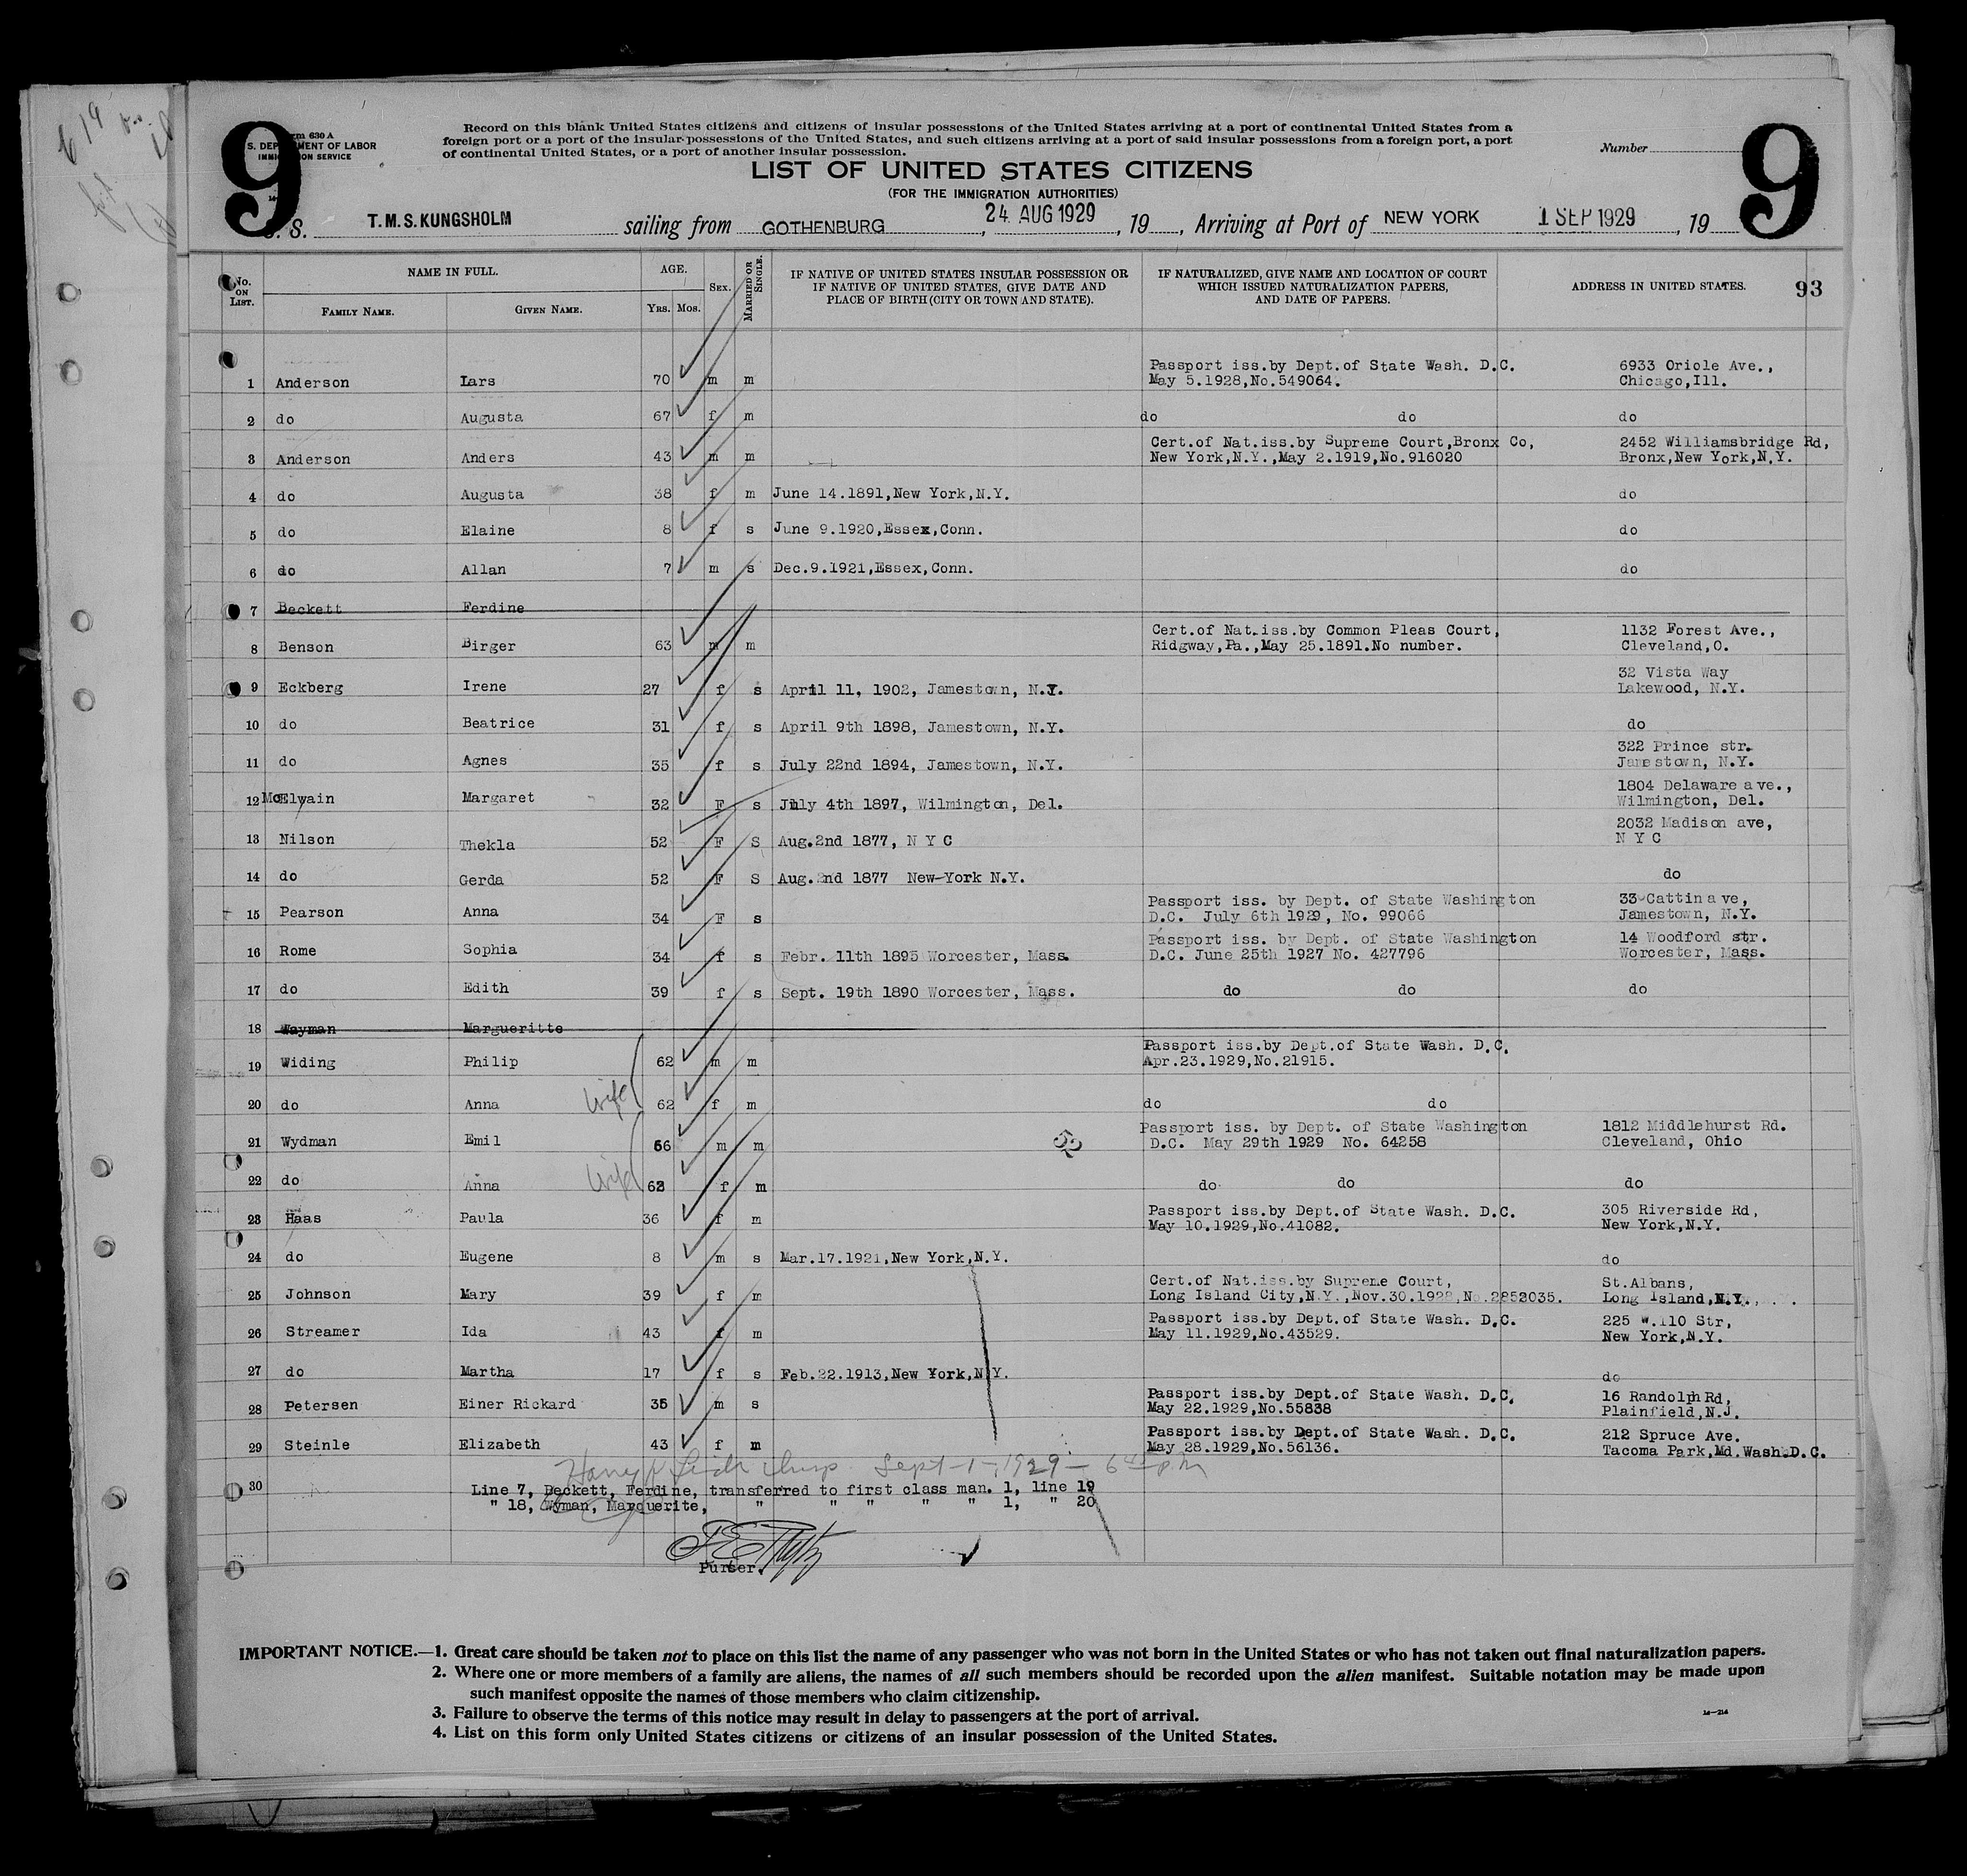 9
Form 630 A
U. S. DEPARTMENT OF LABOR
IMMIGRATION SERVICE
Record on this blank United States citizens and citizens of insular possessions of the United States arriving at a port of continental United States from a
foreign port or a port of the insular possessions of the United States, and such citizens arriving at a port of said insular possessions from a foreign port, a port
of continental United States, or a port of another insular possession.
Number
9
LIST OF UNITED STATES CITIZENS
(FOR THE IMMIGRATION AUTHORITIES)
S. S. T.M.S.KUNGSHOLM sailing from GOTHENBURG, 24 AUG 1929, 19, Arriving at Port of NEW YORK 1 SEP 1929, 19
No. ON LIST. NAME IN FULL. FAMILY NAME. GIVEN NAME. AGE. YRS. MOS. SEX. MARRIED OR SINGLE. IF NATIVE OF UNITED STATES INSULAR POSSESSION OR IF NATIVE OF UNITED STATES, GIVE DATE AND PLACE OF BIRTH (CITY OR TOWN AND STATE). IF NATURALIZED, GIVE NAME AND LOCATION OF COURT WHICH ISSUED NATURALIZATION PAPERS, AND DATE OF PAPERS. ADDRESS IN UNITED STATES. 93
1 Anderson Lars 70 m m Passport iss.by Dept.of State Wash. D.C. May 5.1928,No.549064. 6933 Oriole Ave., Chicago,Ill.
2 do Augusta 67 f m do do do
3 Anderson Anders 43 m m Cert.of Nat.iss.by Supreme Court,Bronx Co, New York,N.Y.,May 2.1919,No.916020 2452 Williamsbridge Rd, Bronx,New York,N.Y.
4 do Augusta 38 f m June 14.1891,New York,N.Y. do
5 do Elaine 8 f s June 9.1920,Essex,Conn. do
6 do Allan 7 m s Dec.9.1921,Essex,Conn. do
7 Beckett Ferdine
8 Benson Birger 63 m m Cert.of Nat.iss.by Common Pleas Court, Ridgway,Pa.,May 25.1891.No number. 1132 Forest Ave., Cleveland,O.
9 Eckberg Irene 27 f s April 11, 1902, Jamestown, N.Y. 32 Vista Way Lakewood, N.Y.
10 do Beatrice 31 f s April 9th 1898, Jamestown, N.Y. do
11 do Agnes 35 f s July 22nd 1894, Jamestown, N.Y. 322 Prince str. Jamestown, N.Y.
12 McElwain Margaret 32 F s July 4th 1897, Wilmington, Del. 1804 Delaware ave., Wilmington, Del.
13 Nilson Thekla 52 F S Aug.2nd 1877, N Y C 2032 Madison ave, N Y C
14 do Gerda 52 F S Aug.2nd 1877 New-York N.Y. do
15 Pearson Anna 34 F s Passport iss. by Dept. of State Washington D.C. July 6th 1929, No. 99066 33 Cattin ave, Jamestown, N.Y.
16 Rome Sophia 34 f s Febr. 11th 1895 Worcester, Mass. Passport iss. by Dept. of State Washington D.C. June 25th 1927 No. 427796 14 Woodford str. Worcester, Mass.
17 do Edith 39 f s Sept. 19th 1890 Worcester, Mass. do do do
18 Wayman Margueritte
19 Widing Philip 62 m m Passport iss.by Dept.of State Wash. D.C. Apr.23.1929,No.21915.
20 do Anna wife 62 f m do do
21 Wydman Emil 66 m m Passport iss. by Dept. of State Washington D.C. May 29th 1929 No. 64258 1812 Middlehurst Rd. Cleveland, Ohio
22 do Anna wife 63 f m do do do
23 Haas Paula 36 f m Passport iss.by Dept.of State Wash. D.C. May 10.1929,No.41082. 305 Riverside Rd, New York,N.Y.
24 do Eugene 8 m s Mar.17.1921,New York,N.Y. do
25 Johnson Mary 39 f m Cert.of Nat.iss.by Supreme Court, Long Island City,N.Y.,Nov.30.1928,No.2852035. St.Albans, Long Island,N.Y.
26 Streamer Ida 43 f m Passport iss.by Dept.of State Wash. D.C. May 11.1929,No.43529. 225 W.110 Str, New York,N.Y.
27 do Martha 17 f s Feb.22.1913,New York,N.Y. do
28 Petersen Einer Rickard 35 m s Passport iss.by Dept.of State Wash. D.C. May 22.1929,No.55838 16 Randolph Rd, Plainfield,N.J.
29 Steinle Elizabeth 43 f m Passport iss.by Dept.of State Wash. D.C. May 28.1929,No.56136. 212 Spruce Ave. Tacoma Park,Md.Wash.D.C.
Sept-1-1929-
30 Line 7, Beckett, Ferdine, transferred to first class man. 1, line 19
" 18, Wyman, Marguerite, " " " " " 1, " 20
Purser.
IMPORTANT NOTICE.—1. Great care should be taken not to place on this list the name of any passenger who was not born in the United States or who has not taken out final naturalization papers.
2. Where one or more members of a family are aliens, the names of all such members should be recorded upon the alien manifest. Suitable notation may be made upon
such manifest opposite the names of those members who claim citizenship.
3. Failure to observe the terms of this notice may result in delay to passengers at the port of arrival.
4. List on this form only United States citizens or citizens of an insular possession of the United States.
14—214